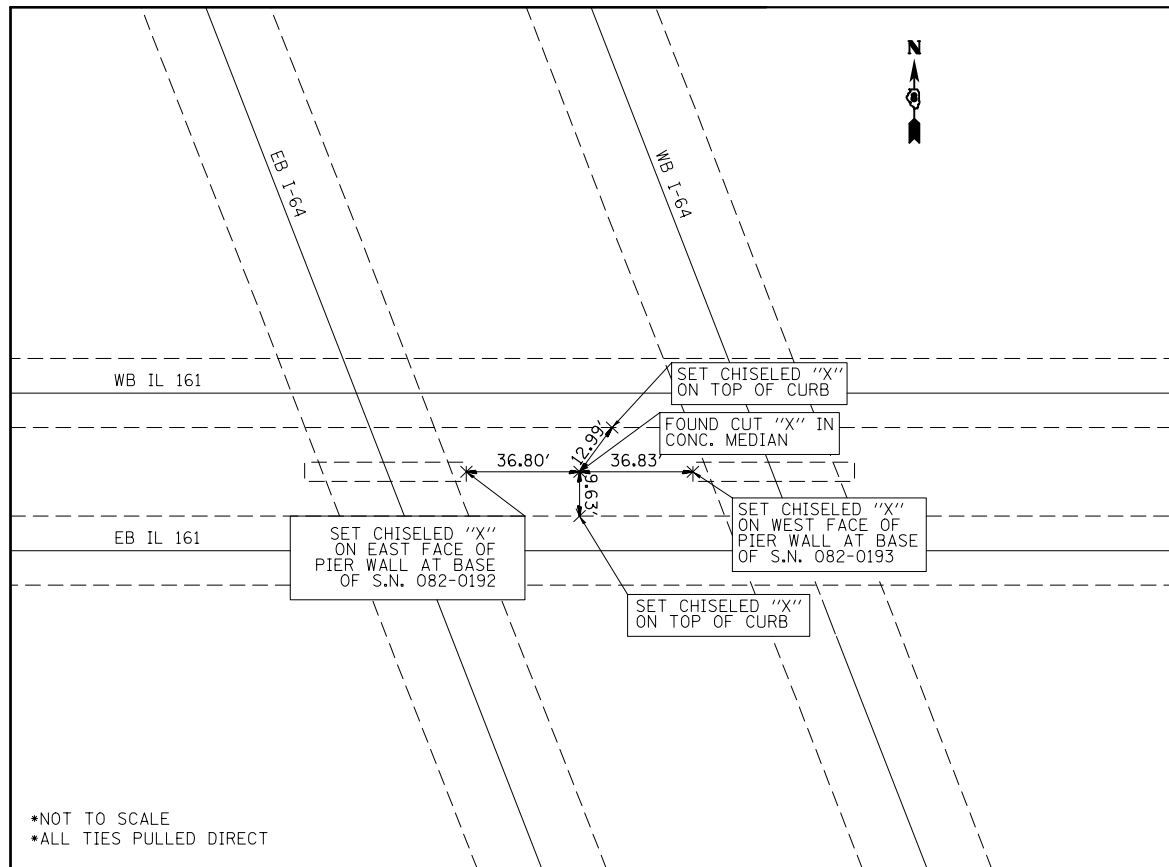 N
EB I-64
WB I-64
WB IL 161
SET CHISELED "X"
ON TOP OF CURB
FOUND CUT "X" IN
CONC. MEDIAN
12.99'
36.80'
36.83'
9.63'
EB IL 161
SET CHISELED "X"
ON EAST FACE OF
PIER WALL AT BASE
OF S.N. 082-0192
SET CHISELED "X"
ON WEST FACE OF
PIER WALL AT BASE
OF S.N. 082-0193
SET CHISELED "X"
ON TOP OF CURB
*NOT TO SCALE
*ALL TIES PULLED DIRECT